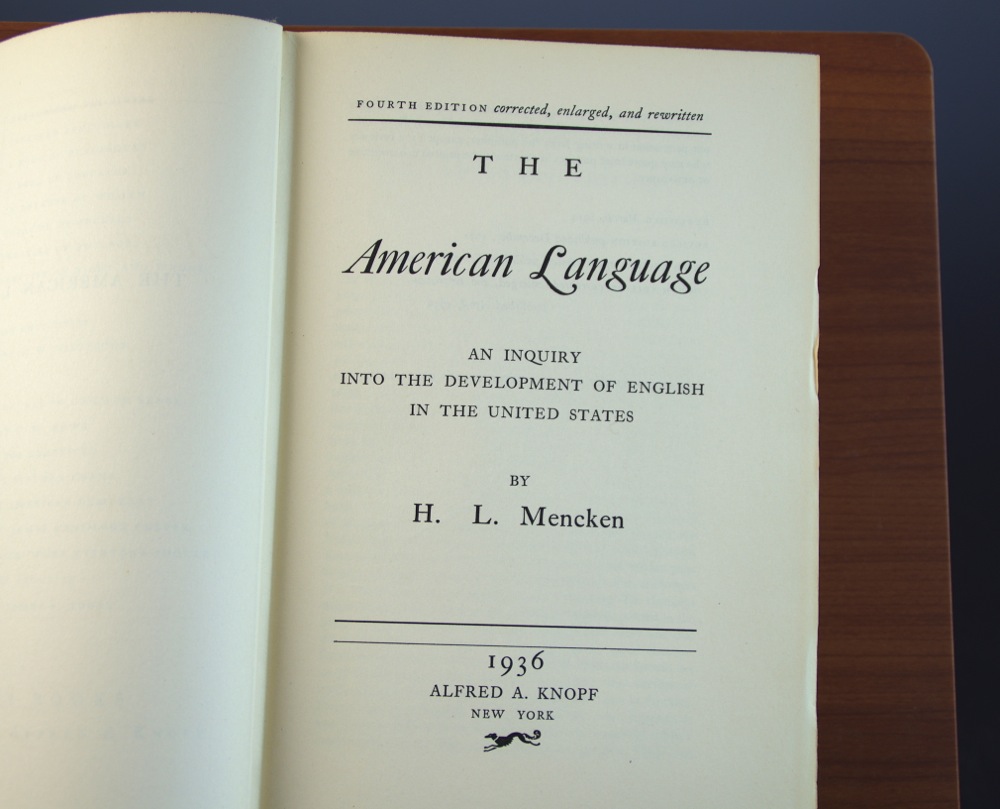 FOURTH EDITION corrected, enlarged, and rewritten
THE
American Language
AN INQUIRY
INTO THE DEVELOPMENT OF ENGLISH
IN THE UNITED STATES
BY
H. L. Mencken
1936
ALFRED A. KNOPF
NEW YORK